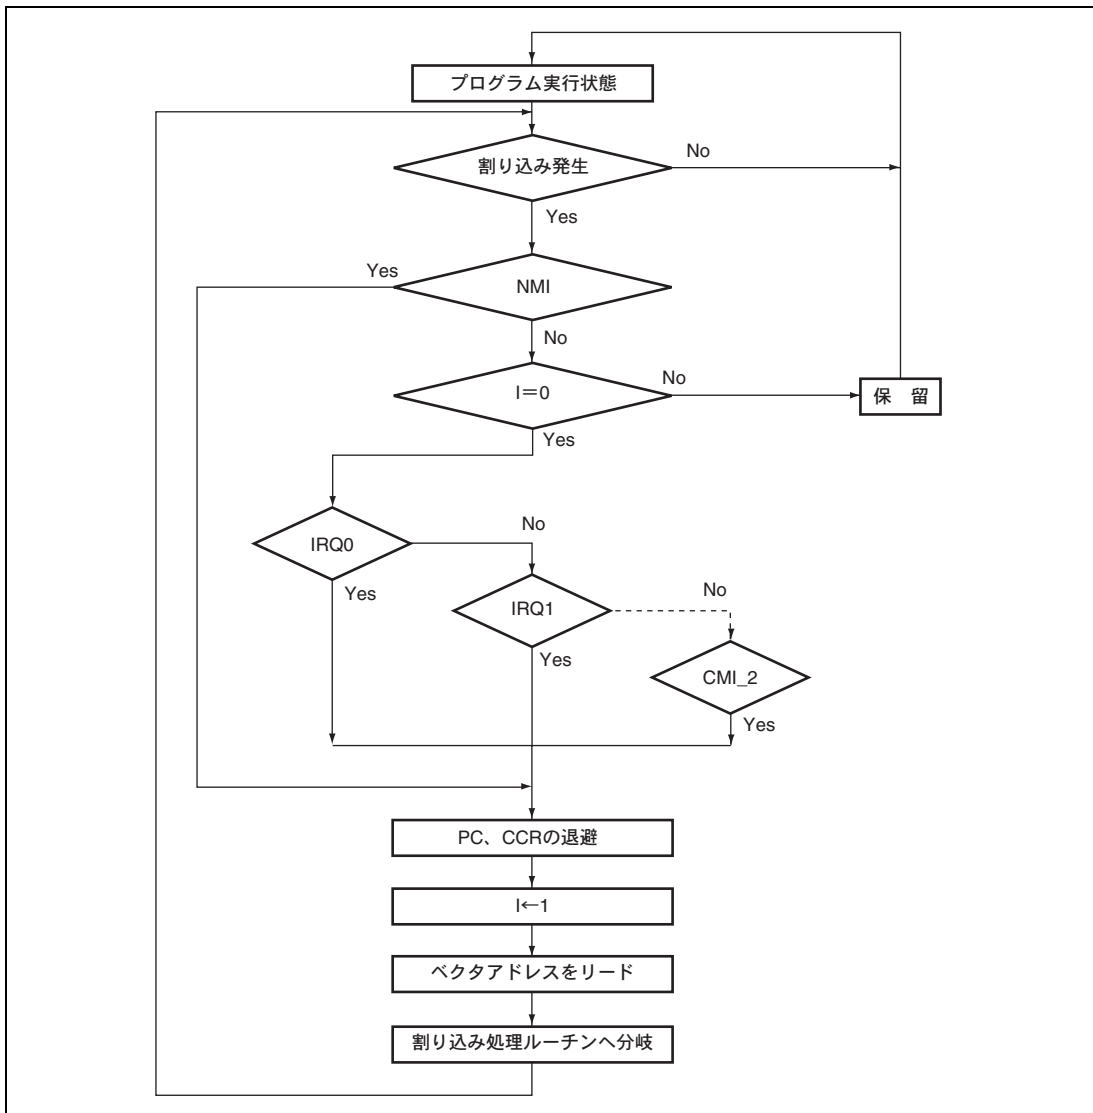 プログラム実行状態
割り込み発生
No
Yes
Yes
NMI
No
I=0
No
保 留
Yes
IRQ0
No
Yes
IRQ1
No
Yes
CMI_2
Yes
PC、CCRの退避
I←1
ベクタアドレスをリード
割り込み処理ルーチンへ分岐